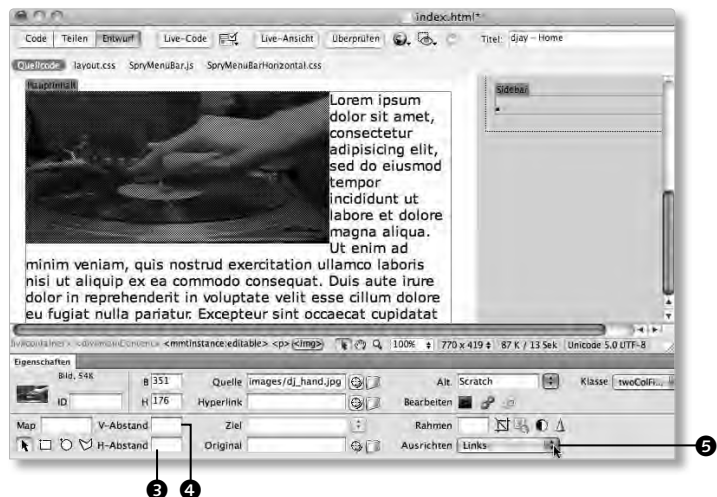 index.html*
Code Teilen Entwurf Live-Code Live-Ansicht Überprüfen Titel: djay – Home
Quellcode layout.css SpryMenuBar.js SpryMenuBarHorizontal.css
Hauptinhalt
Sidebar
Lorem ipsum
dolor sit amet,
consectetur
adipisicing elit,
sed do eiusmod
tempor
incididunt ut
labore et dolore
magna aliqua.
Ut enim ad
minim veniam, quis nostrud exercitation ullamco laboris
nisi ut aliquip ex ea commodo consequat. Duis aute irure
dolor in reprehenderit in voluptate velit esse cillum dolore
eu fugiat nulla pariatur. Excepteur sint occaecat cupidatat
<mmtinstance:editable> <p> <img> 100% 770 x 419 87 K / 13 Sek Unicode 5.0 UTF-8
Eigenschaften
Bild, 54K B 351 Quelle images/dj_hand.jpg Alt. Scratch Klasse twoColFi...
ID H 176 Hyperlink Bearbeiten
Map V-Abstand Ziel Rahmen
H-Abstand Original Ausrichten Links
❺
❸ ❹